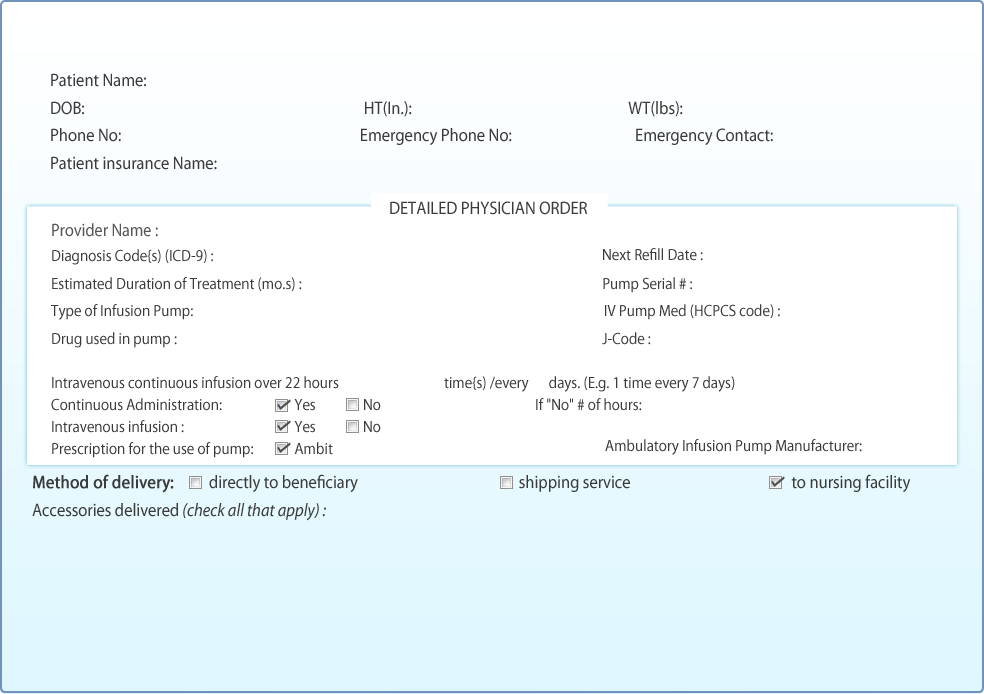 Patient Name:
DOB: HT(In.): WT(lbs):
Phone No: Emergency Phone No: Emergency Contact:
Patient insurance Name:
DETAILED PHYSICIAN ORDER
Provider Name :
Diagnosis Code(s) (ICD-9) : Next Refill Date :
Estimated Duration of Treatment (mo.s) : Pump Serial # :
Type of Infusion Pump: IV Pump Med (HCPCS code) :
Drug used in pump : J-Code :
Intravenous continuous infusion over 22 hours time{s) /every days. (E.g. 1 time every 7 days)
Continuous Administration: Yes No If "No" # of hours:
Intravenous infusion : Yes No
Prescription for the use of pump: Ambit Ambulatory Infusion Pump Manufacturer:
Method of delivery: directly to beneficiary shipping service to nursing facility
Accessories delivered (check all that apply) :